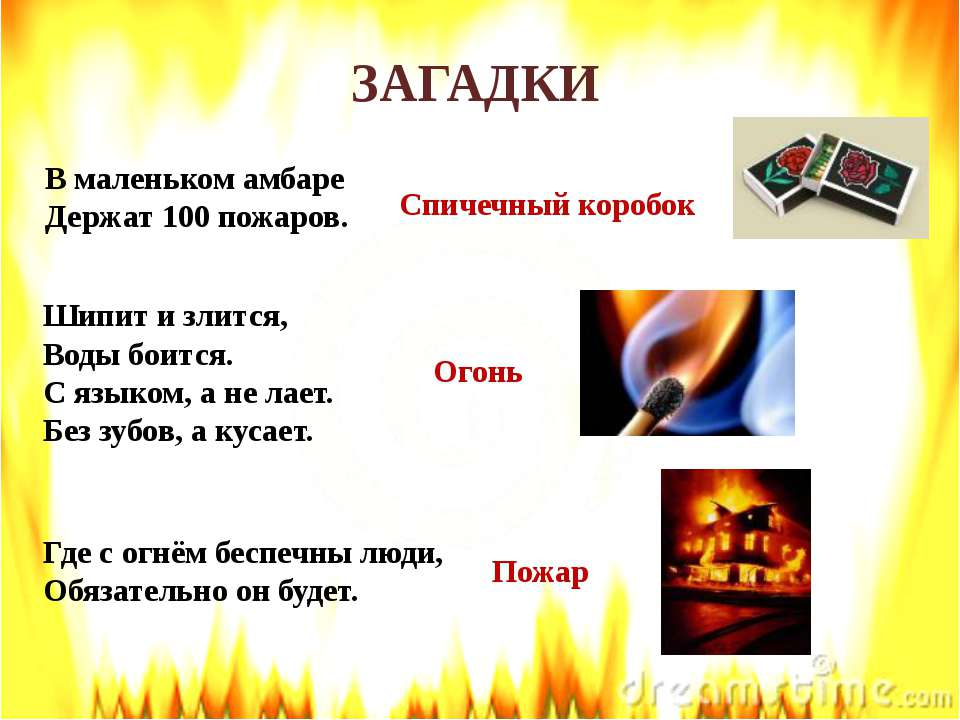 ЗАГАДКИ
В маленьком амбаре
Держат 100 пожаров.
Спичечный коробок
Шипит и злится,
Воды боится.
С языком, а не лает.
Без зубов, а кусает.
Огонь
Где с огнём беспечны люди,
Обязательно он будет.
Пожар
dreamstime.com